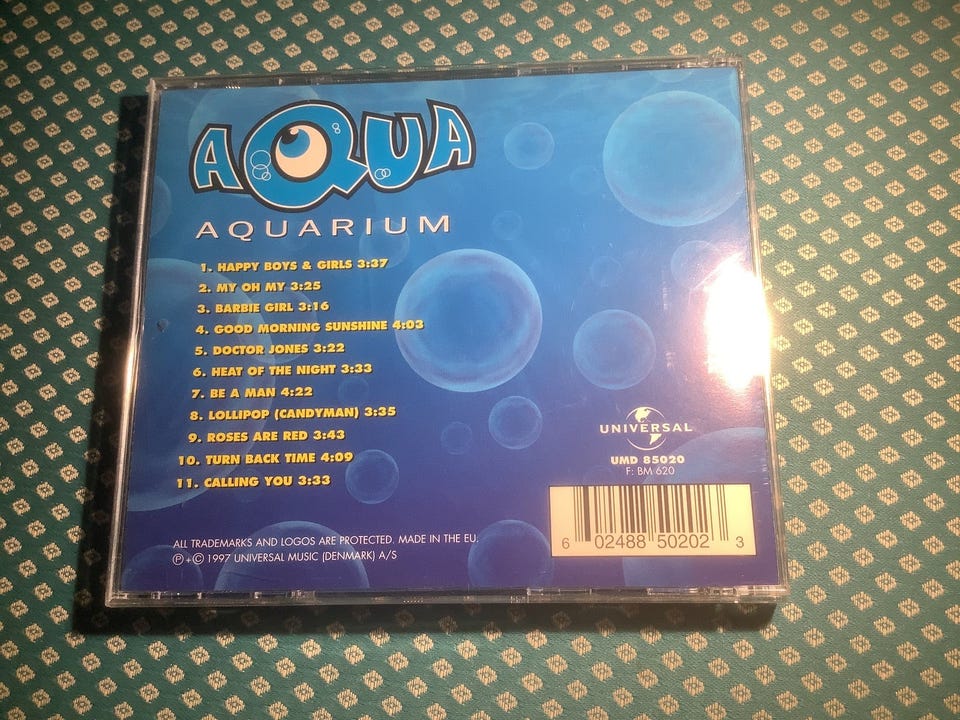 AQUA
AQUARIUM
1. HAPPY BOYS & GIRLS 3:37
2. MY OH MY 3:25
3. BARBIE GIRL 3:16
4. GOOD MORNING SUNSHINE 4:03
5. DOCTOR JONES 3:22
6. HEAT OF THE NIGHT 3:33
7. BE A MAN 4:22
8. LOLLIPOP (CANDYMAN) 3:35
9. ROSES ARE RED 3:43
10. TURN BACK TIME 4:09
11. CALLING YOU 3:33
UNIVERSAL
UMD 85020
F: BM 620
6 02488 50202 3
ALL TRADEMARKS AND LOGOS ARE PROTECTED. MADE IN THE EU.
℗+© 1997 UNIVERSAL MUSIC (DENMARK) A/S